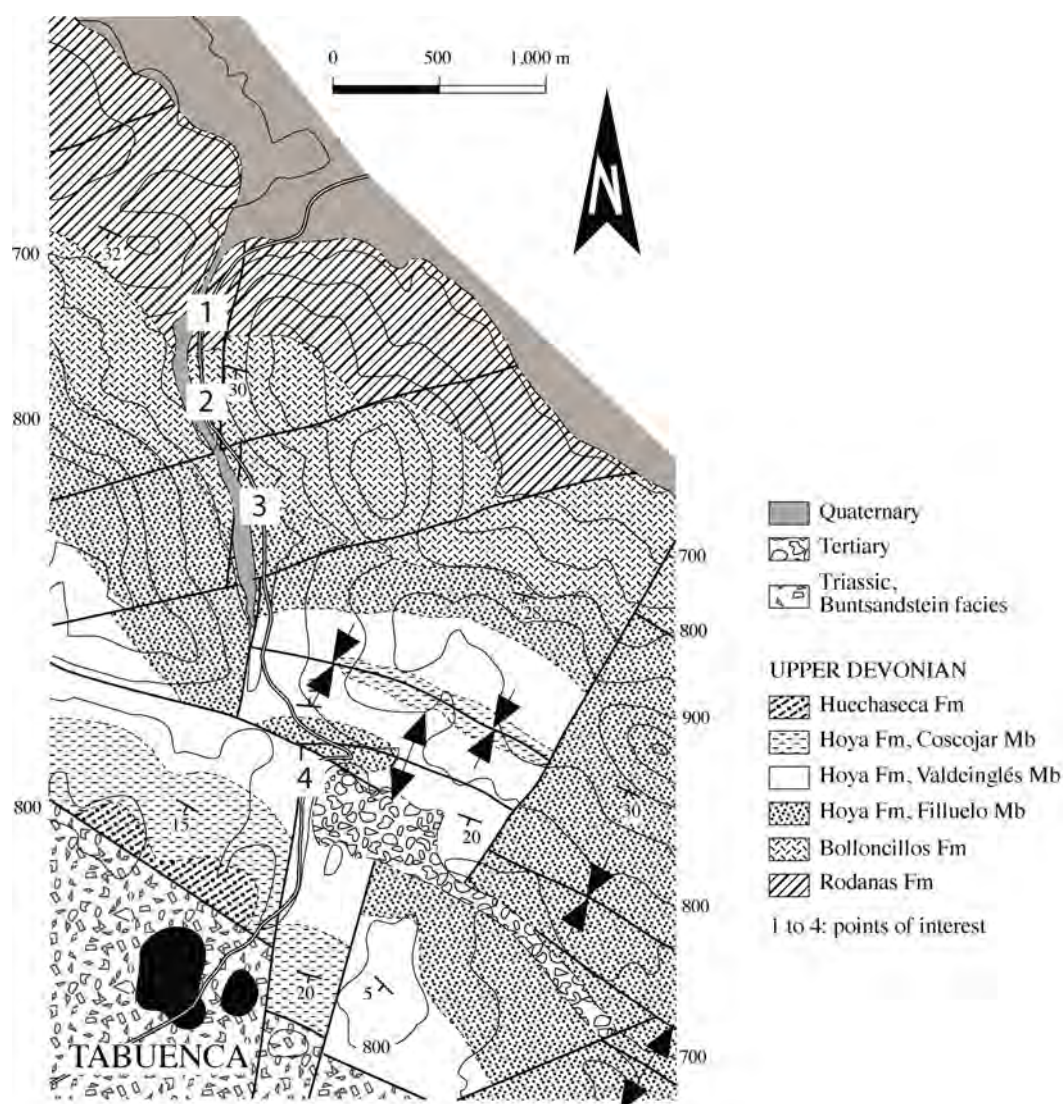 0 500 1,000 m
N
700
32
1
30
2
800
3
700
28
800
900
4
800
15
20
30
800
20
5
800
700
TABUENCA
Quaternary
Tertiary
Triassic,
Buntsandstein facies
UPPER DEVONIAN
Huechaseca Fm
Hoya Fm, Coscojar Mb
Hoya Fm, Valdeinglés Mb
Hoya Fm, Filluelo Mb
Bolloncillos Fm
Rodanas Fm
1 to 4: points of interest